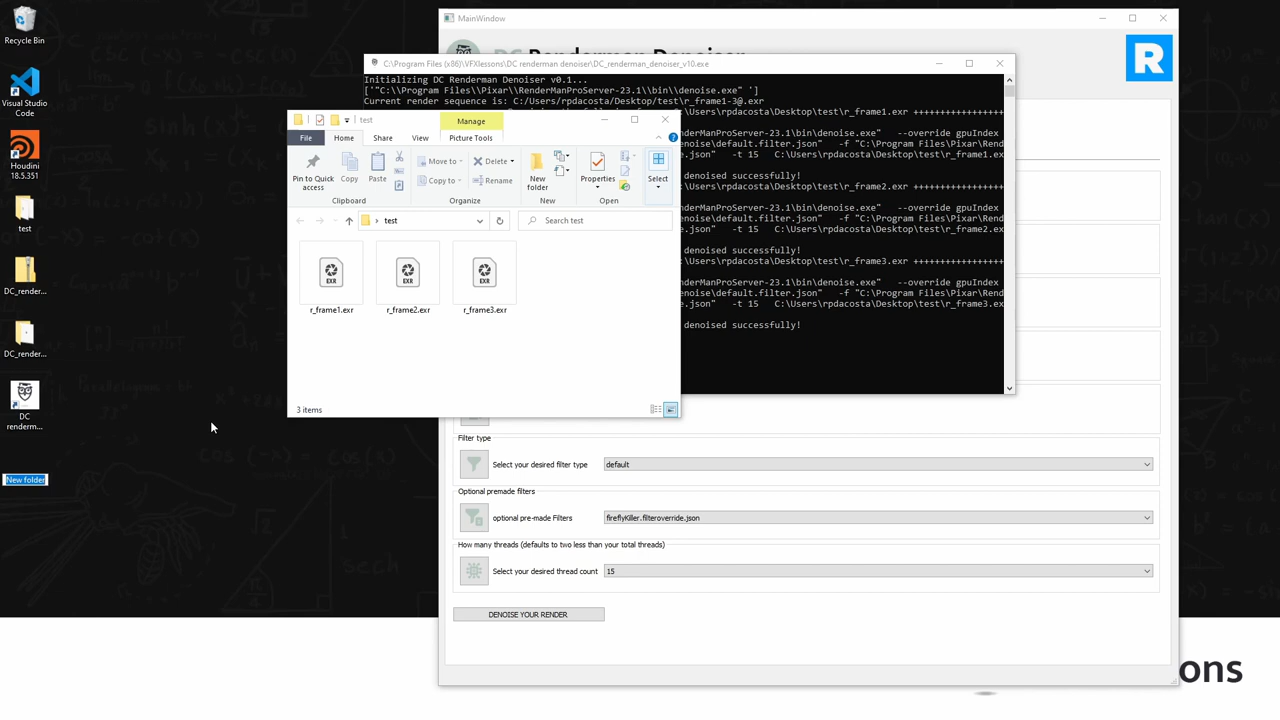 Recycle Bin
Visual Studio
Code
Houdini
18.5.351
test
DC_render...
DC_render...
DC
renderm...
New folder
MainWindow
Renderman Denoiser
R
C:\Program Files (x86)\VFXlessons\DC renderman denoiser\DC_renderman_denoiser_v10.exe
Initializing DC Renderman Denoiser v0.1...
['"C:\\Program Files\\Pixar\\RenderManProServer-23.1\\bin\\denoise.exe" ']
Current render sequence is: C:/Users/rpdacosta/Desktop/test\r_frame1-3@.exr
C:\Users\rpdacosta\Desktop\test\r_frame1.exr ++++++++++++++++
nderManProServer-23.1\bin\denoise.exe" --override gpuIndex
noise\default.filter.json" -f "C:\Program Files\Pixar\Rend
e.json" -t 15 C:\Users\rpdacosta\Desktop\test\r_frame1.ex
denoised successfully!
:\Users\rpdacosta\Desktop\test\r_frame2.exr ++++++++++++++++
nderManProServer-23.1\bin\denoise.exe" --override gpuIndex
noise\default.filter.json" -f "C:\Program Files\Pixar\Rend
e.json" -t 15 C:\Users\rpdacosta\Desktop\test\r_frame2.ex
denoised successfully!
:\Users\rpdacosta\Desktop\test\r_frame3.exr ++++++++++++++++
nderManProServer-23.1\bin\denoise.exe" --override gpuIndex
noise\default.filter.json" -f "C:\Program Files\Pixar\Rend
e.json" -t 15 C:\Users\rpdacosta\Desktop\test\r_frame3.ex
denoised successfully!
test
Manage
File Home Share View Picture Tools
Pin to Quick
access
Copy
Paste
Clipboard
Move to
Copy to
Delete
Rename
Organize
New
folder
New
Properties
Open
Select
test
Search test
EXR EXR EXR
r_frame1.exr r_frame2.exr r_frame3.exr
3 items
Filter type
Select your desired filter type default
Optional premade filters
optional pre-made Filters fireflyKiller.filteroverride.json
How many threads (defaults to two less than your total threads)
Select your desired thread count 15
DENOISE YOUR RENDER
ons